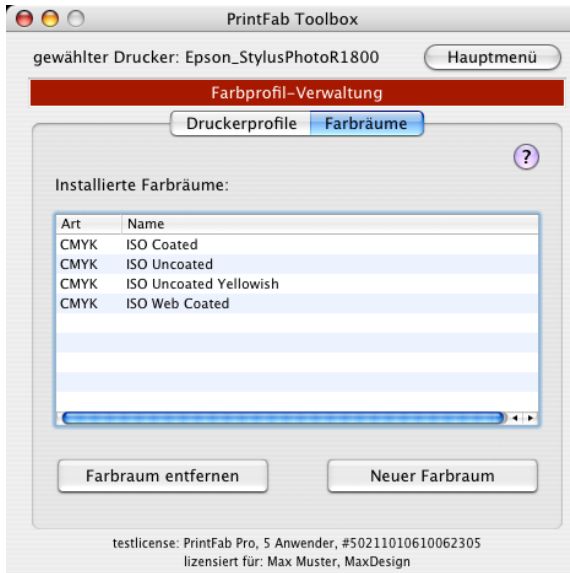 PrintFab Toolbox
gewählter Drucker: Epson_StylusPhotoR1800 Hauptmenü
Farbprofil-Verwaltung
Druckerprofile Farbräume
?
Installierte Farbräume:
Art Name
CMYK ISO Coated
CMYK ISO Uncoated
CMYK ISO Uncoated Yellowish
CMYK ISO Web Coated
Farbraum entfernen Neuer Farbraum
testlicense: PrintFab Pro, 5 Anwender, #50211010610062305
lizensiert für: Max Muster, MaxDesign